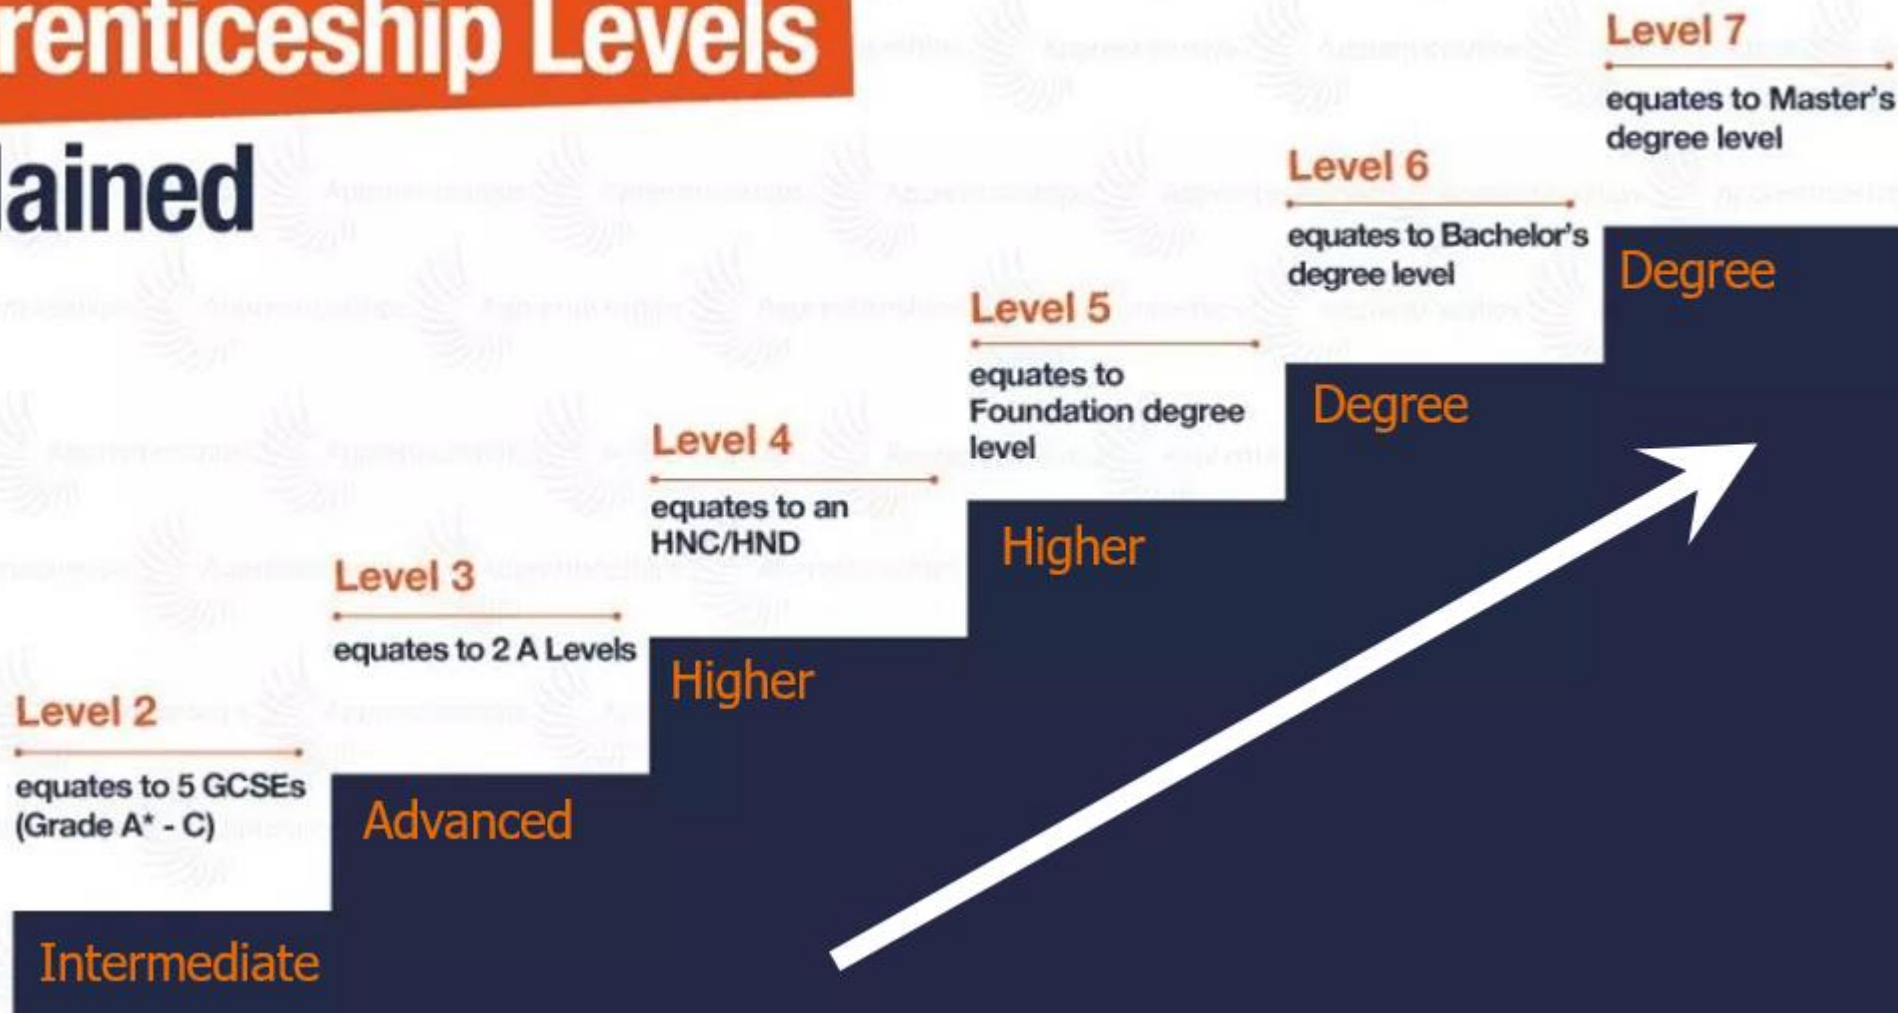 renticeship Levels
lained
Level 7
equates to Master's
degree level
Level 6
equates to Bachelor's
degree level
Degree
Level 5
equates to
Foundation degree
level
Degree
Level 4
equates to an
HNC/HND
Higher
Level 3
equates to 2 A Levels
Higher
Level 2
equates to 5 GCSEs
(Grade A* - C)
Advanced
Intermediate